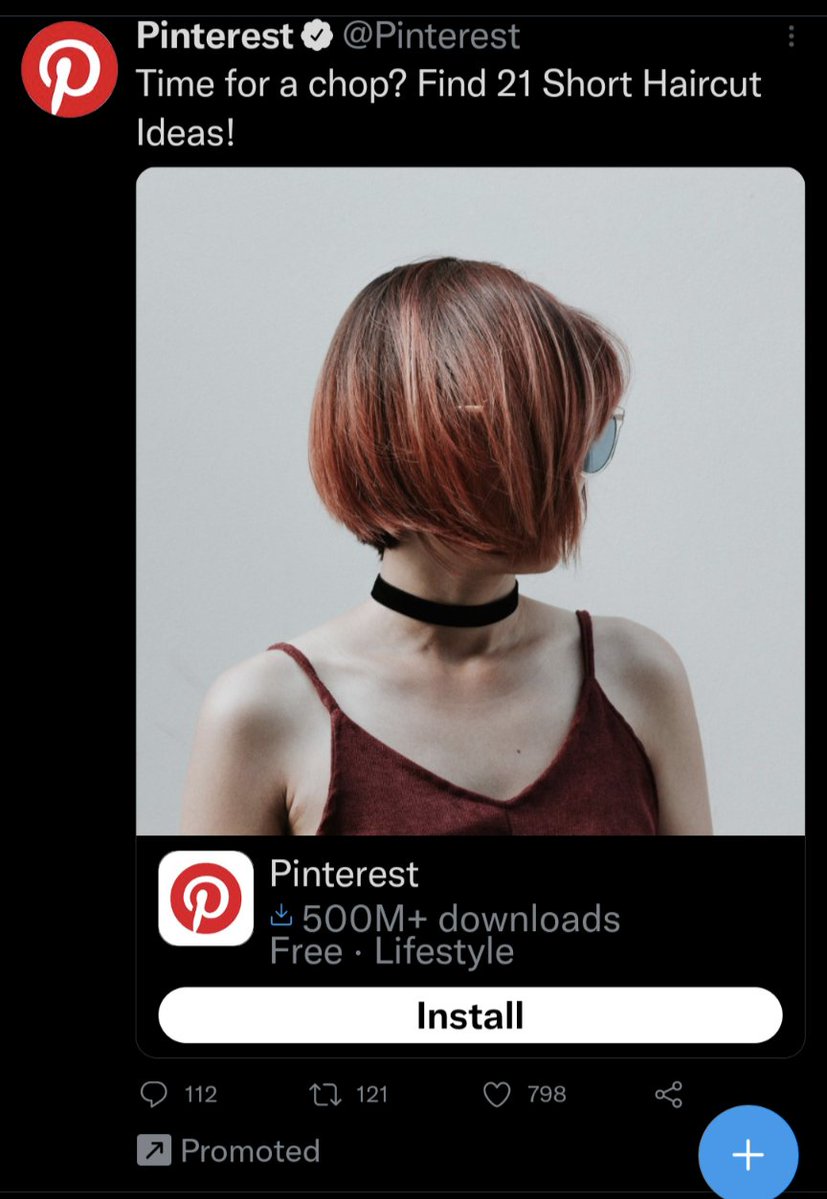 Pinterest @Pinterest
Time for a chop? Find 21 Short Haircut
Ideas!
Pinterest
500M+ downloads
Free · Lifestyle
Install
112 121 798
Promoted